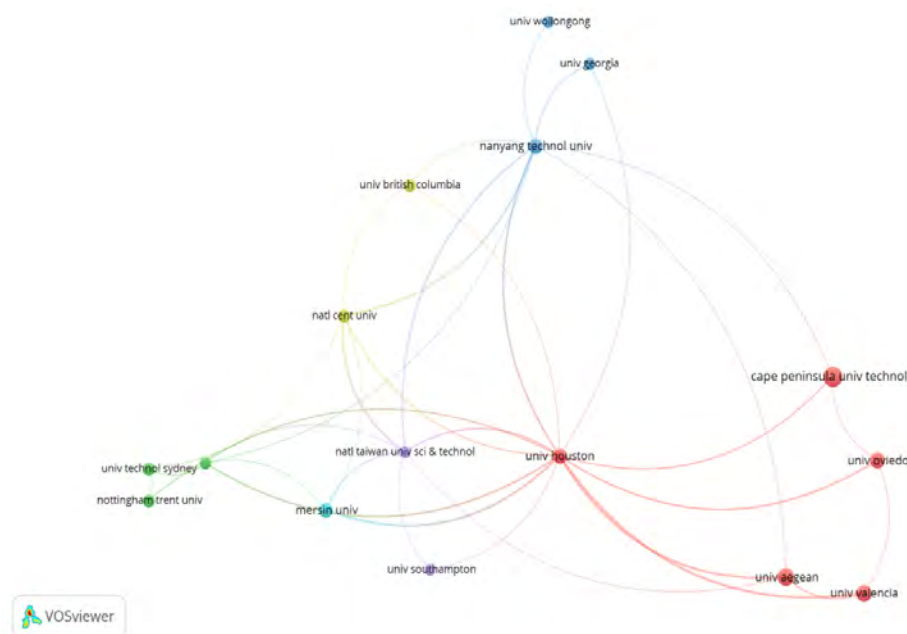 univ wollongong
univ georgia
nanyang technol univ
univ british columbia
natl cent univ
cape peninsula univ technol
natl taiwan univ sci & technol
univ houston
univ oviedo
univ technol sydney
nottingham trent univ
mersin univ
univ southampton
univ aegean
univ valencia
VOSviewer